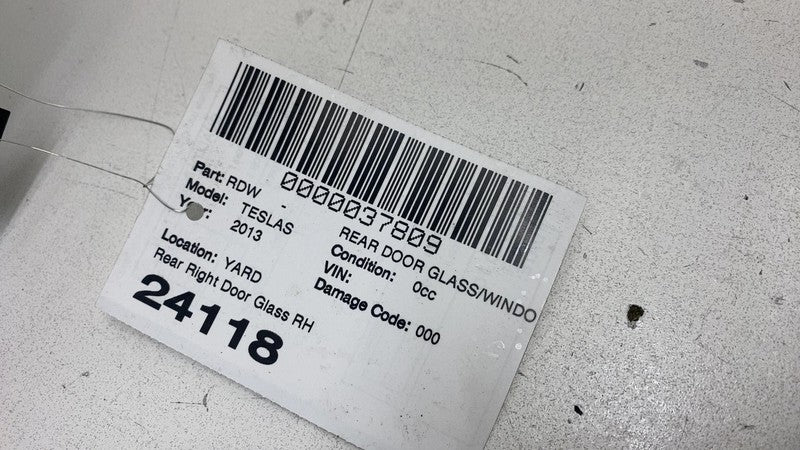 0000037809
Part: RDW - REAR DOOR GLASS/WINDO
Model: TESLAS Condition: 0cc
Year: 2013 VIN:
Damage Code: 000
Location: YARD
Rear Right Door Glass RH
24118